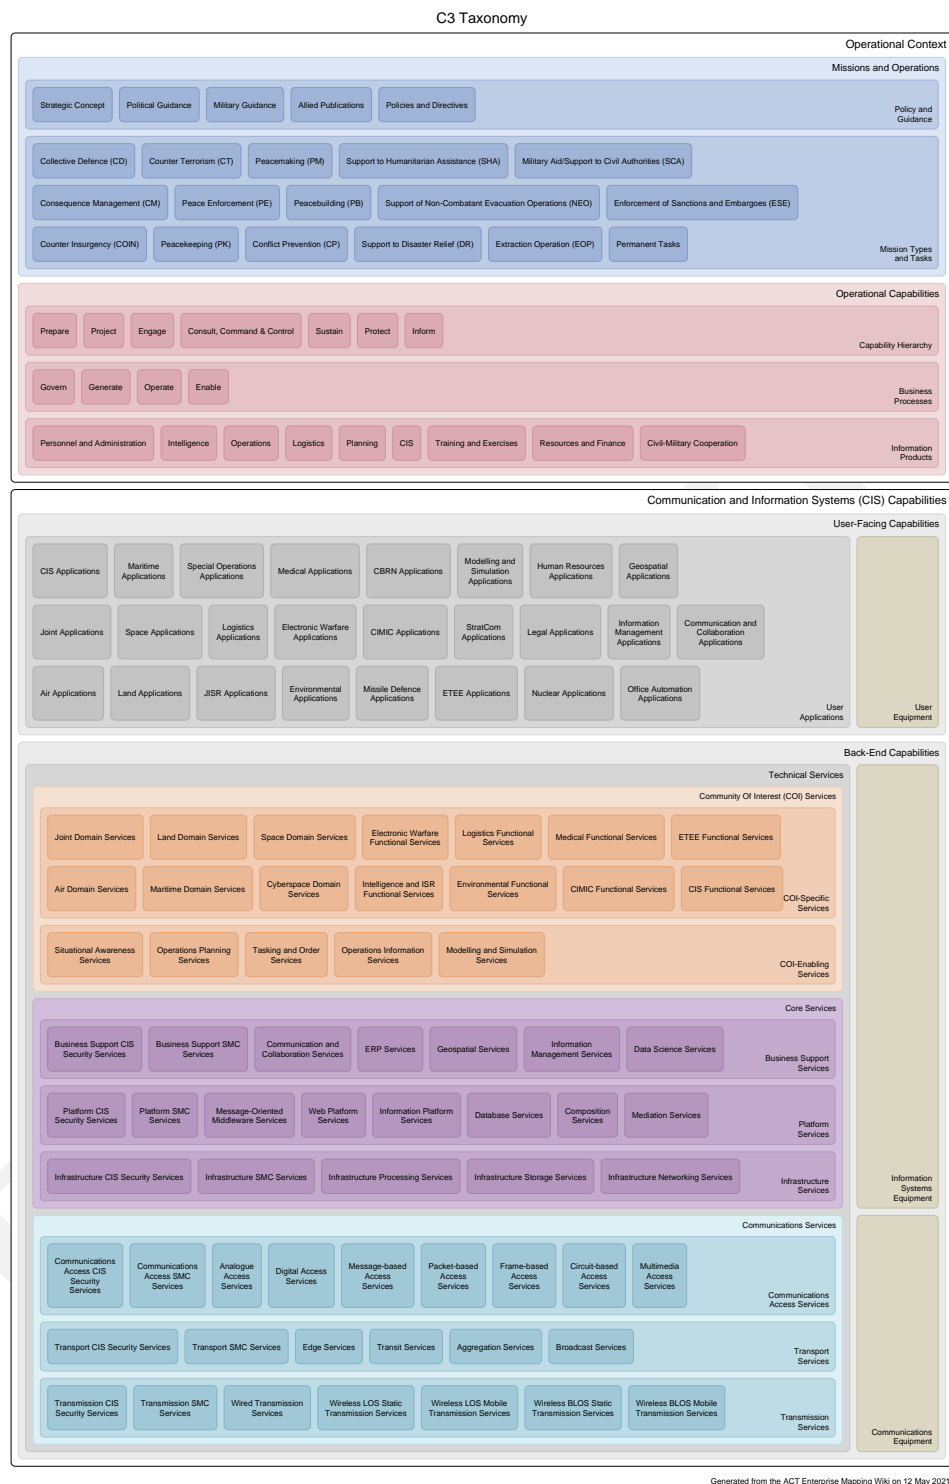 C3 Taxonomy
Operational Context
Missions and Operations
Strategic Concept
Political Guidance
Military Guidance
Allied Publications
Policies and Directives
Policy and
Guidance
Collective Defence (CD)
Counter Terrorism (CT)
Peacemaking (PM)
Support to Humanitarian Assistance (SHA)
Military Aid/Support to Civil Authorities (SCA)
Consequence Management (CM)
Peace Enforcement (PE)
Peacebuilding (PB)
Support of Non-Combatant Evacuation Operations (NEO)
Enforcement of Sanctions and Embargoes (ESE)
Counter Insurgency (COIN)
Peacekeeping (PK)
Conflict Prevention (CP)
Support to Disaster Relief (DR)
Extraction Operation (EOP)
Permanent Tasks
Mission Types
and Tasks
Operational Capabilities
Prepare
Project
Engage
Consult, Command & Control
Sustain
Protect
Inform
Capability Hierarchy
Govern
Generate
Operate
Enable
Business
Processes
Personnel and Administration
Intelligence
Operations
Logistics
Planning
CIS
Training and Exercises
Resources and Finance
Civil-Military Cooperation
Information
Products
Communication and Information Systems (CIS) Capabilities
User-Facing Capabilities
CIS Applications
Maritime
Applications
Special Operations
Applications
Medical Applications
CBRN Applications
Modelling and
Simulation
Applications
Human Resources
Applications
Geospatial
Applications
Joint Applications
Space Applications
Logistics
Applications
Electronic Warfare
Applications
CIMIC Applications
StratCom
Applications
Legal Applications
Information
Management
Applications
Communication and
Collaboration
Applications
Air Applications
Land Applications
JISR Applications
Environmental
Applications
Missile Defence
Applications
ETEE Applications
Nuclear Applications
Office Automation
Applications
User
Applications
User
Equipment
Back-End Capabilities
Technical Services
Community Of Interest (COI) Services
Joint Domain Services
Land Domain Services
Space Domain Services
Electronic Warfare
Functional Services
Logistics Functional
Services
Medical Functional Services
ETEE Functional Services
Air Domain Services
Maritime Domain Services
Cyberspace Domain
Services
Intelligence and ISR
Functional Services
Environmental Functional
Services
CIMIC Functional Services
CIS Functional Services
COI-Specific
Services
Situational Awareness
Services
Operations Planning
Services
Tasking and Order
Services
Operations Information
Services
Modelling and Simulation
Services
COI-Enabling
Services
Core Services
Business Support CIS
Security Services
Business Support SMC
Services
Communication and
Collaboration Services
ERP Services
Geospatial Services
Information
Management Services
Data Science Services
Business Support
Services
Platform CIS
Security Services
Platform SMC
Services
Message-Oriented
Middleware Services
Web Platform
Services
Information Platform
Services
Database Services
Composition
Services
Mediation Services
Platform
Services
Infrastructure CIS Security Services
Infrastructure SMC Services
Infrastructure Processing Services
Infrastructure Storage Services
Infrastructure Networking Services
Infrastructure
Services
Information
Systems
Equipment
Communications Services
Communications
Access CIS
Security
Services
Communications
Access SMC
Services
Analogue
Access
Services
Digital Access
Services
Message-based
Access
Services
Packet-based
Access
Services
Frame-based
Access
Services
Circuit-based
Access
Services
Multimedia
Access
Services
Communications
Access Services
Transport CIS Security Services
Transport SMC Services
Edge Services
Transit Services
Aggregation Services
Broadcast Services
Transport
Services
Transmission CIS
Security Services
Transmission SMC
Services
Wired Transmission
Services
Wireless LOS Static
Transmission Services
Wireless LOS Mobile
Transmission Services
Wireless BLOS Static
Transmission Services
Wireless BLOS Mobile
Transmission Services
Transmission
Services
Communications
Equipment
Generated from the ACT Enterprise Mapping Wiki on 12 May 2021